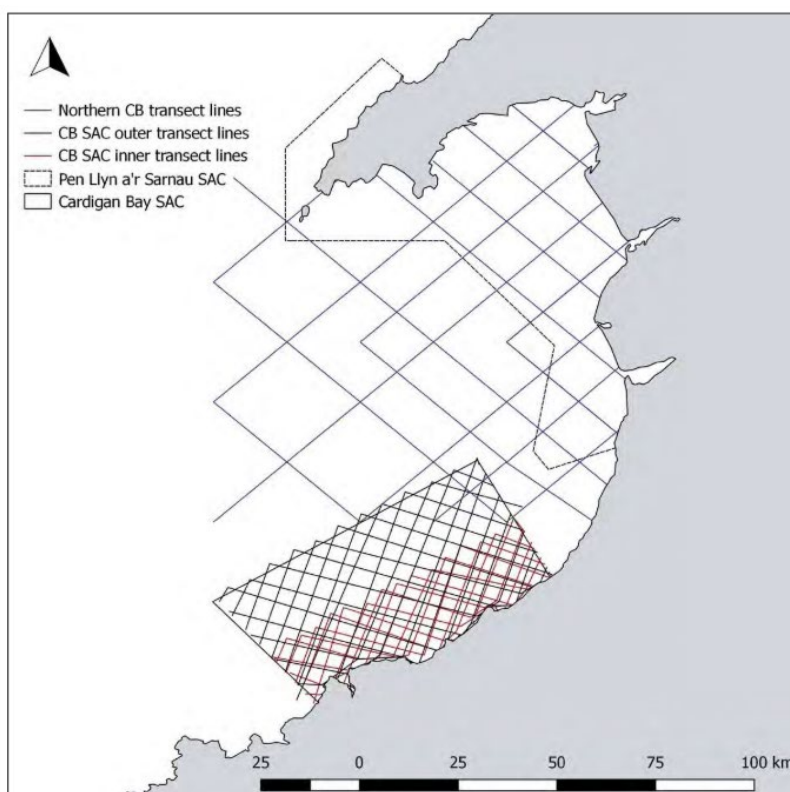 Northern CB transect lines
CB SAC outer transect lines
CB SAC inner transect lines
Pen Llyn a'r Sarnau SAC
Cardigan Bay SAC
25 0 25 50 75 100 km